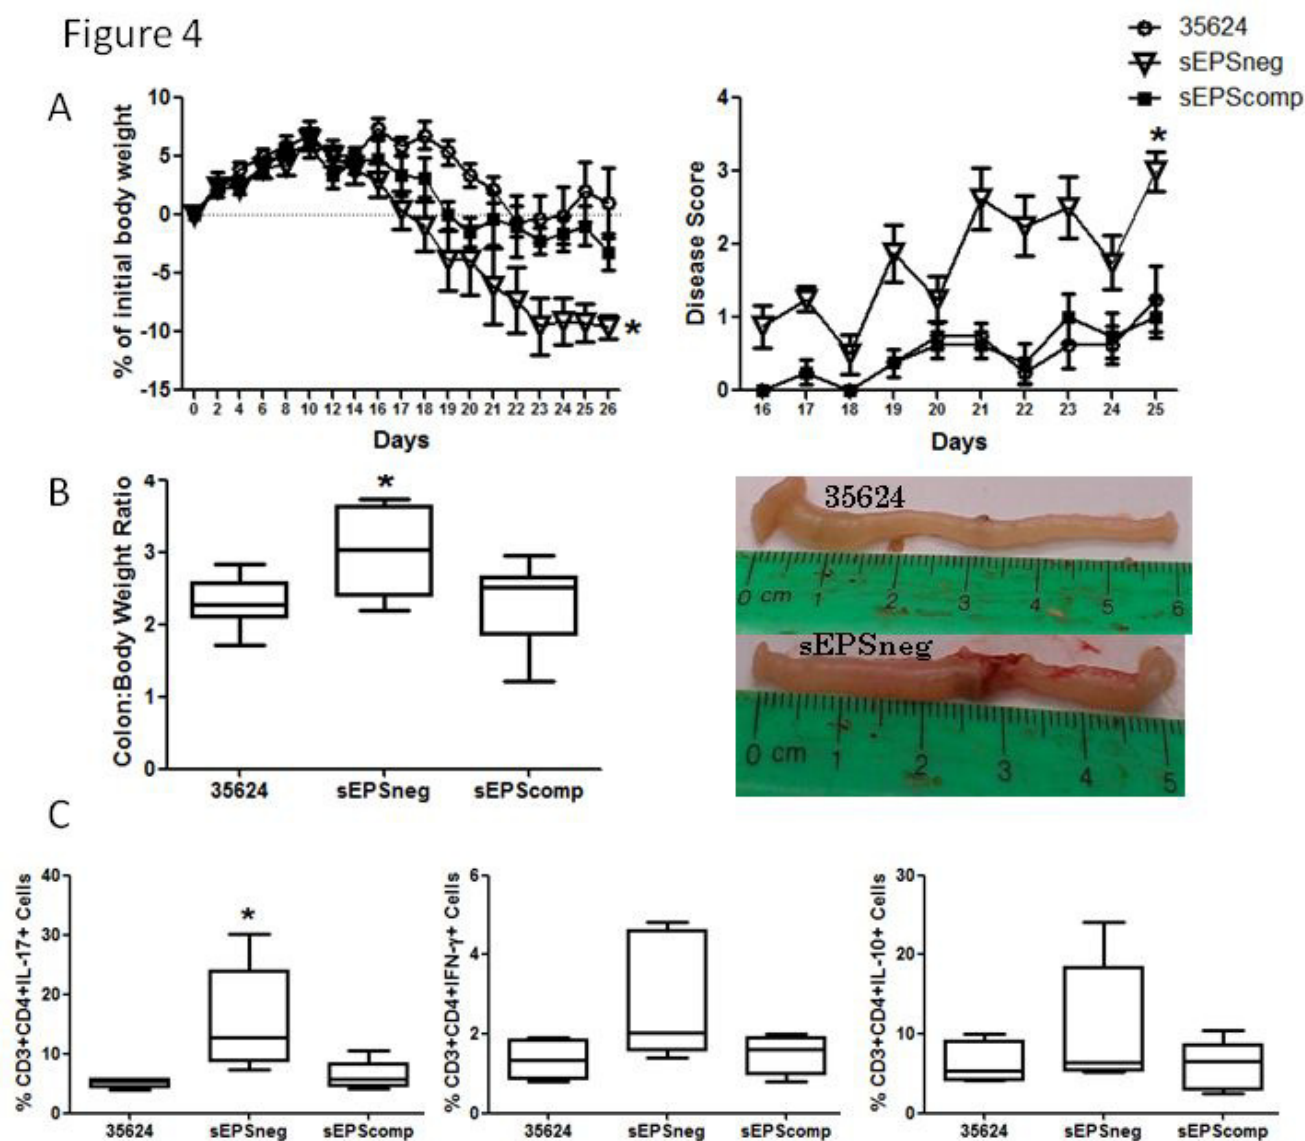 Figure 4
35624
sEPSneg
sEPScomp
A
% of initial body weight
10
5
0
-5
-10
-15
0 2 4 6 8 10 12 14 16 17 18 19 20 21 22 23 24 25 26
Days
*
Disease Score
4
3
2
1
0
16 17 18 19 20 21 22 23 24 25
Days
*
B
Colon:Body Weight Ratio
4
3
2
1
0
*
35624 sEPSneg sEPScomp
35624
0 cm 1 2 3 4 5 6
sEPSneg
0 cm 1 2 3 4 5
C
% CD3+CD4+IL-17+ Cells
40
30
20
10
0
*
35624 sEPSneg sEPScomp
% CD3+CD4+IFN-γ+ Cells
6
4
2
0
35624 sEPSneg sEPScomp
% CD3+CD4+IL-10+ Cells
30
20
10
0
35624 sEPSneg sEPScomp